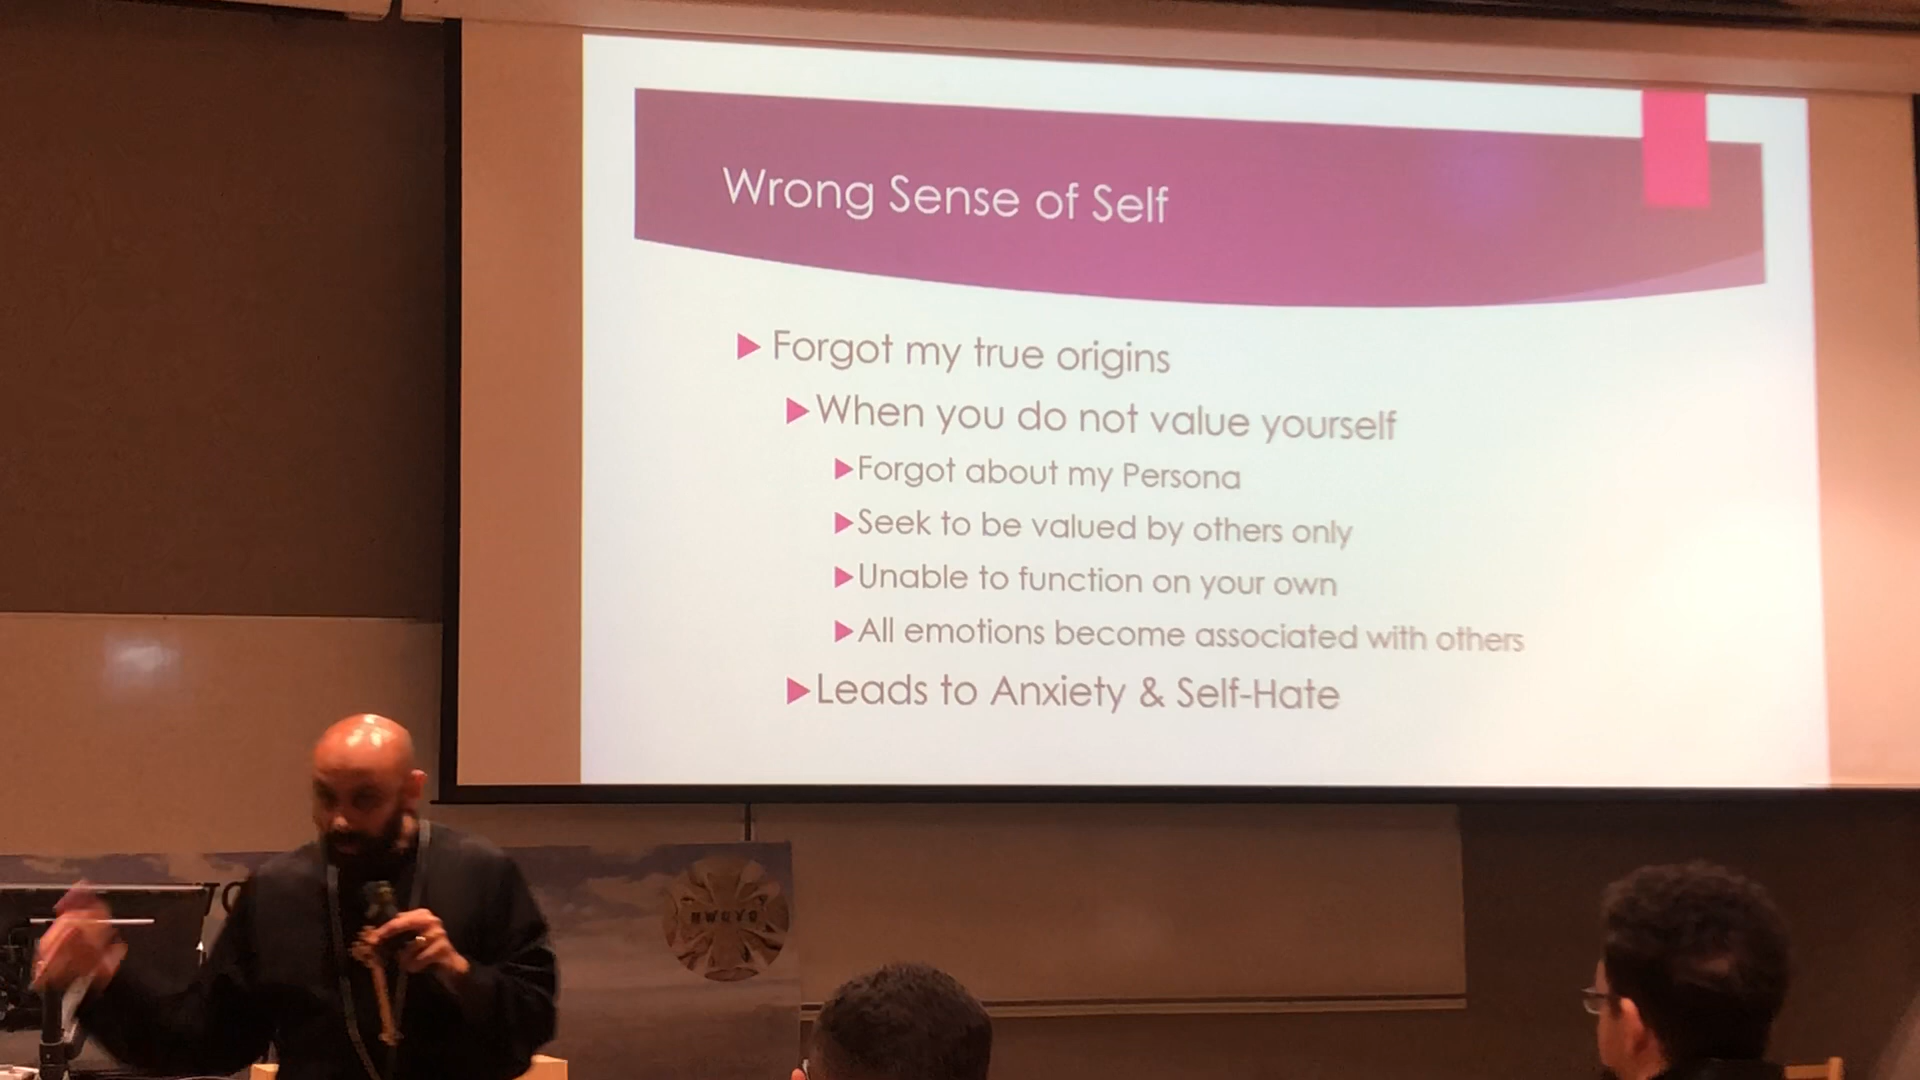 Wrong Sense of Self
Forgot my true origins
When you do not value yourself
Forgot about my Persona
Seek to be valued by others only
Unable to function on your own
All emotions become associated with others
Leads to Anxiety & Self-Hate